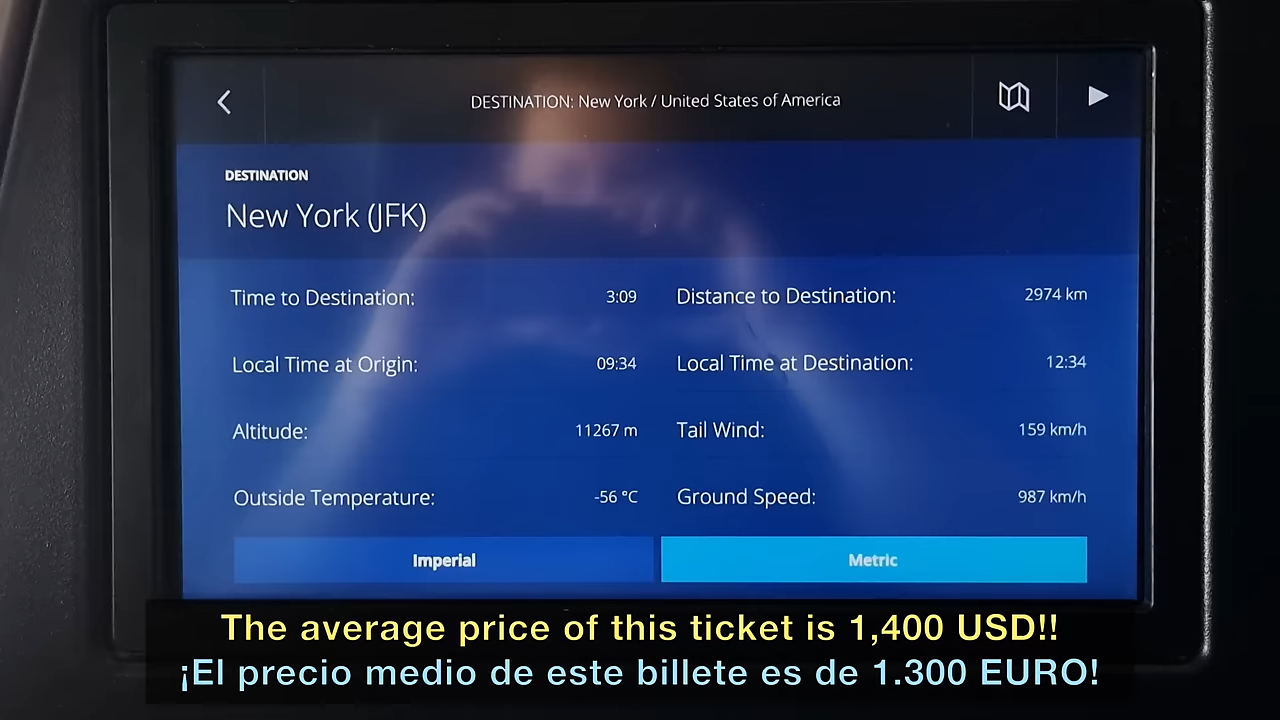 DESTINATION: New York / United States of America
DESTINATION
New York (JFK)
Time to Destination: 3:09 Distance to Destination: 2974 km
Local Time at Origin: 09:34 Local Time at Destination: 12:34
Altitude: 11267 m Tail Wind: 159 km/h
Outside Temperature: -56 °C Ground Speed: 987 km/h
Imperial Metric
The average price of this ticket is 1,400 USD!!
¡El precio medio de este billete es de 1.300 EURO!